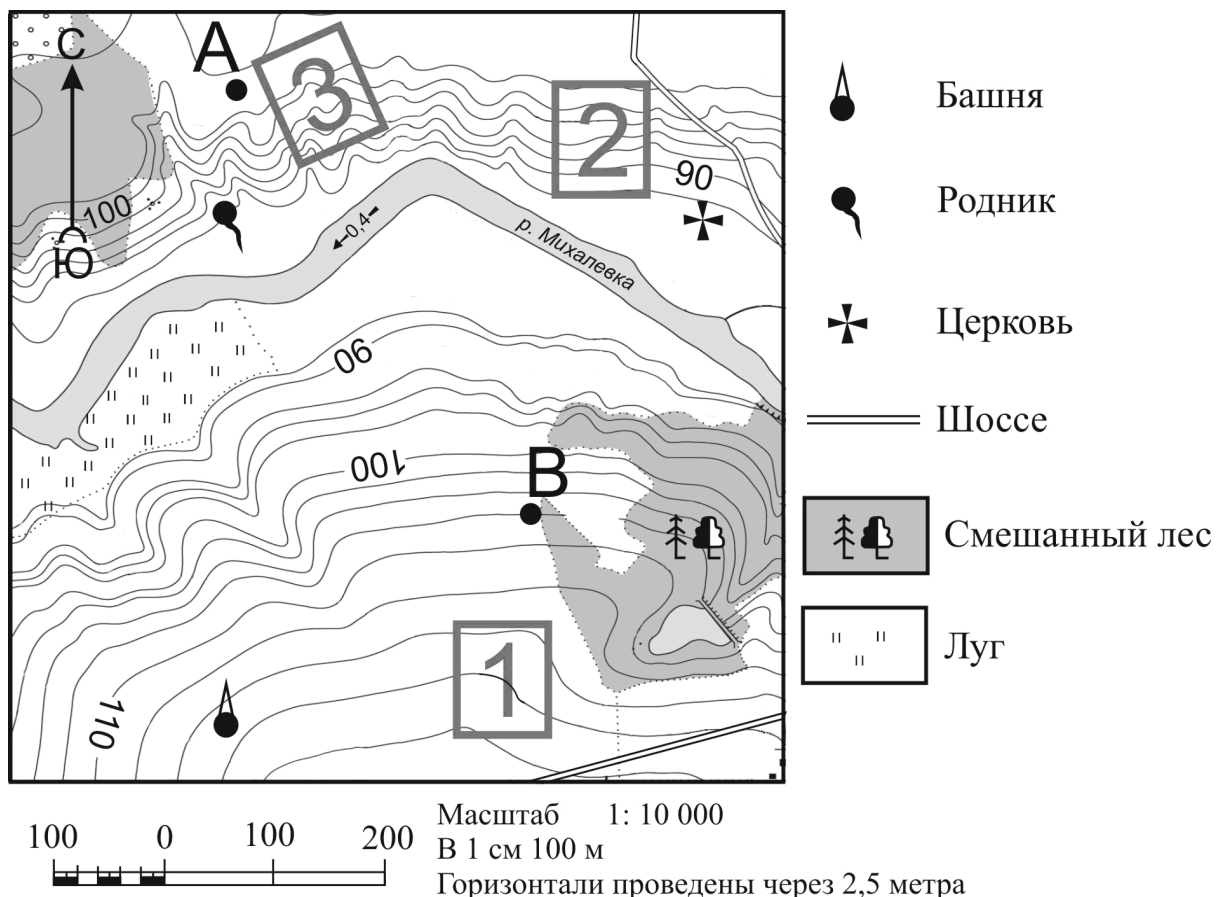 С
А
3
2
Башня
90
Родник
100
0,4
Ю
р. Михалевка
Церковь
90
Шоссе
100
В
Смешанный лес
1
Луг
110
100 0 100 200
Масштаб 1: 10 000
В 1 см 100 м
Горизонтали проведены через 2,5 метра